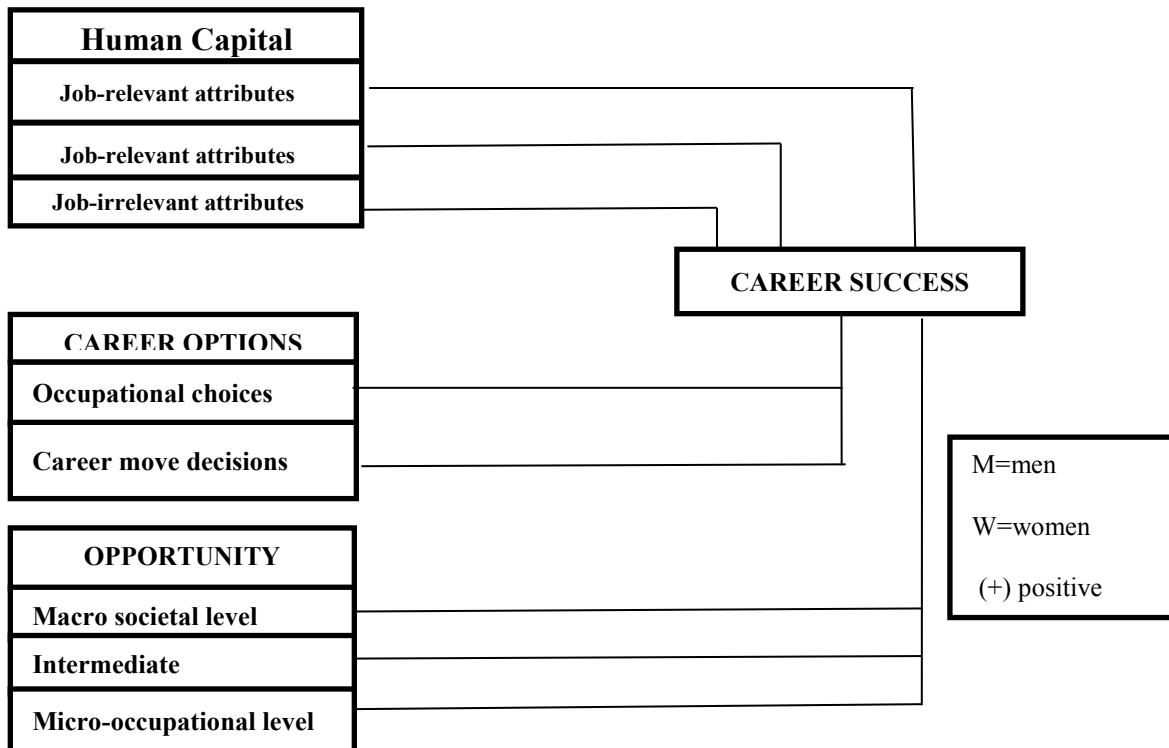 Human Capital
Job-relevant attributes
Job-relevant attributes
Job-irrelevant attributes
CAREER SUCCESS
CAREER OPTIONS
Occupational choices
Career move decisions
M=men
W=women
(+) positive
OPPORTUNITY
Macro societal level
Intermediate
Micro-occupational level